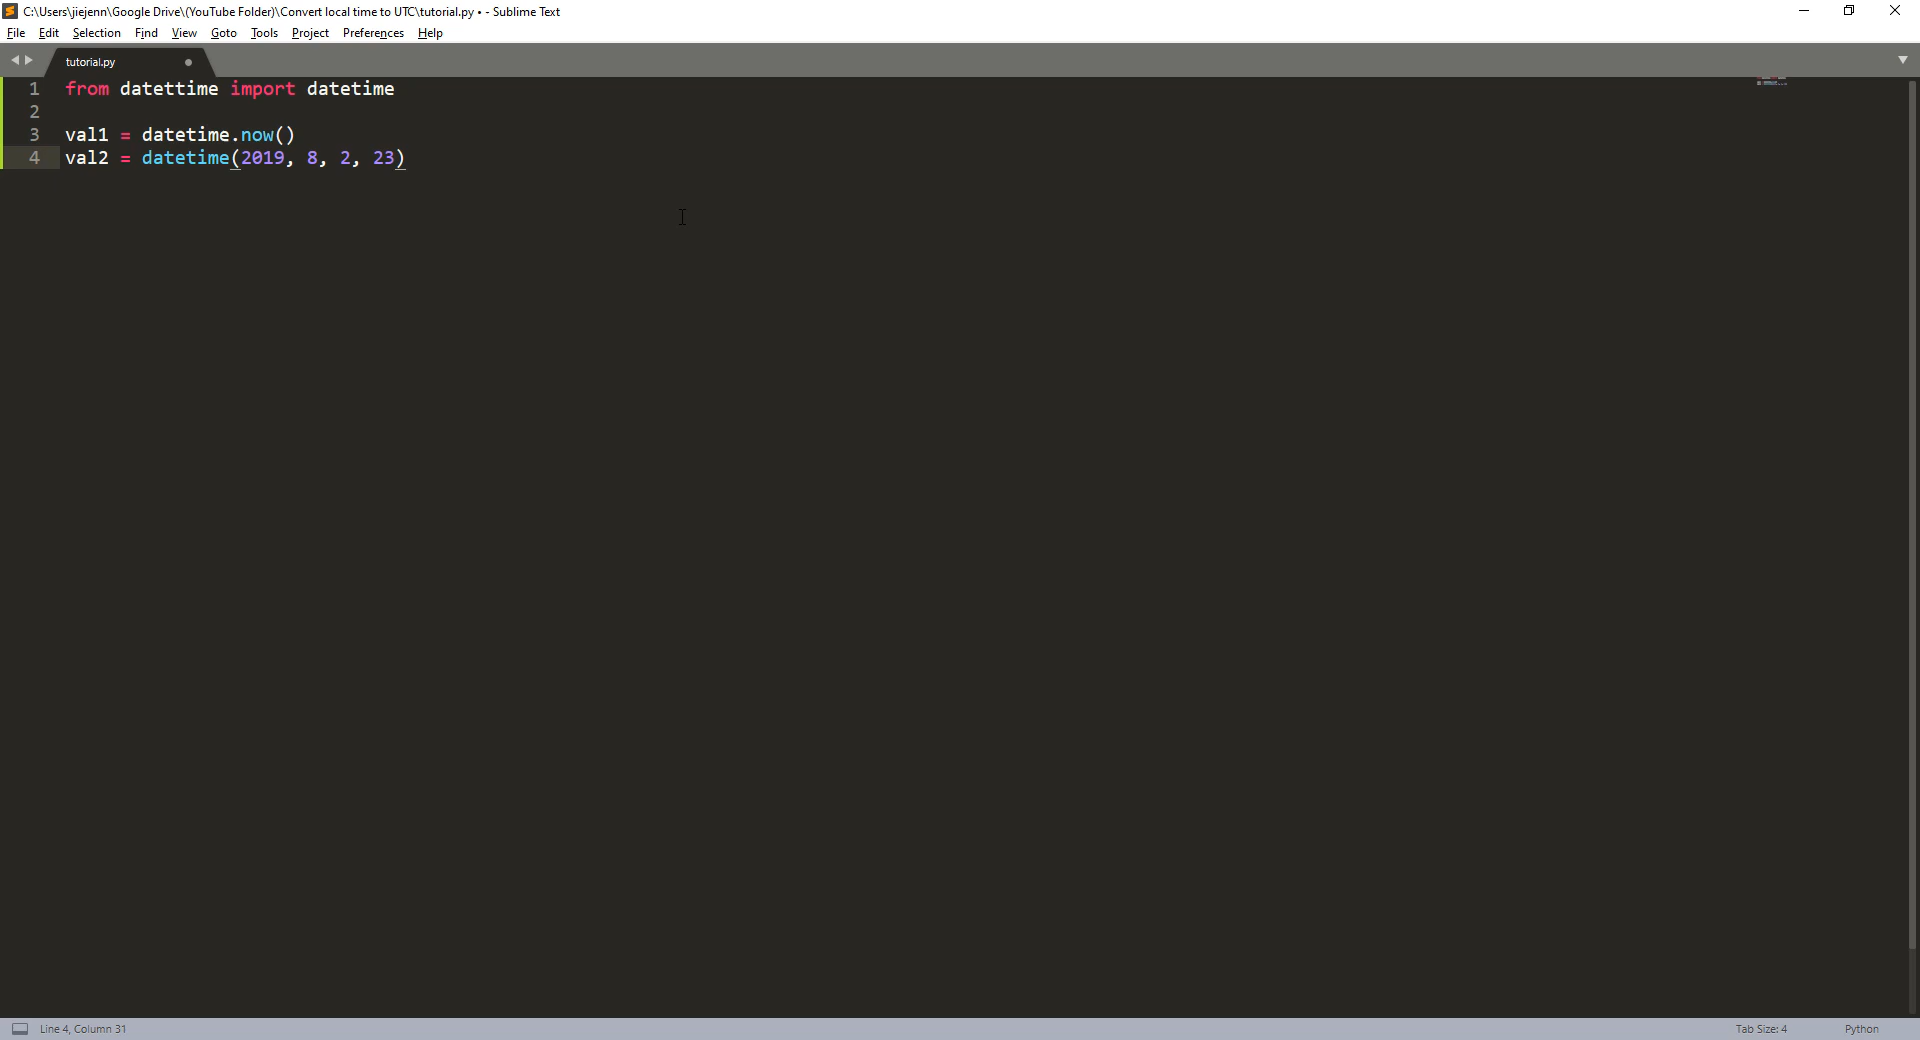 C:\Users\jiejenn\Google Drive\(YouTube Folder)\Convert local time to UTC\tutorial.py • - Sublime Text
File Edit Selection Find View Goto Tools Project Preferences Help
tutorial.py
1 from datettime import datetime
2
3 val1 = datetime.now()
4 val2 = datetime(2019, 8, 2, 23)
Line 4, Column 31 Tab Size: 4 Python